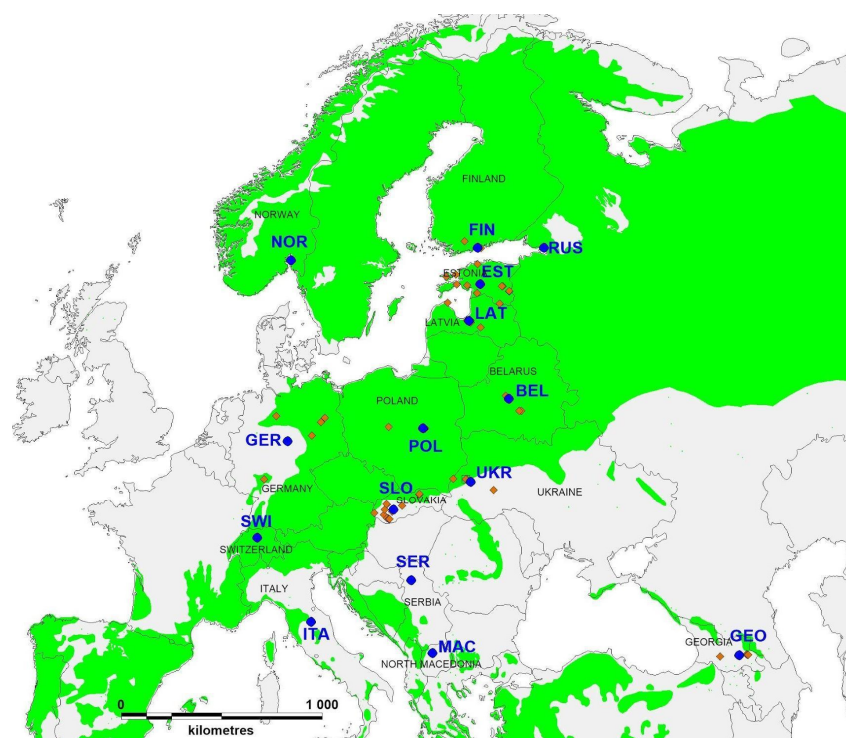 FINLAND
NORWAY
FIN
NOR
RUS
ESTONIA
EST
LAT
LATVIA
BELARUS
BEL
POLAND
GER
POL
UKR
SLO
GERMANY
SLOVAKIA
UKRAINE
SWI
SWITZERLAND
SER
ITALY
SERBIA
ITA
GEO
GEORGIA
MAC
NORTH MACEDONIA
0 1 000
kilometres